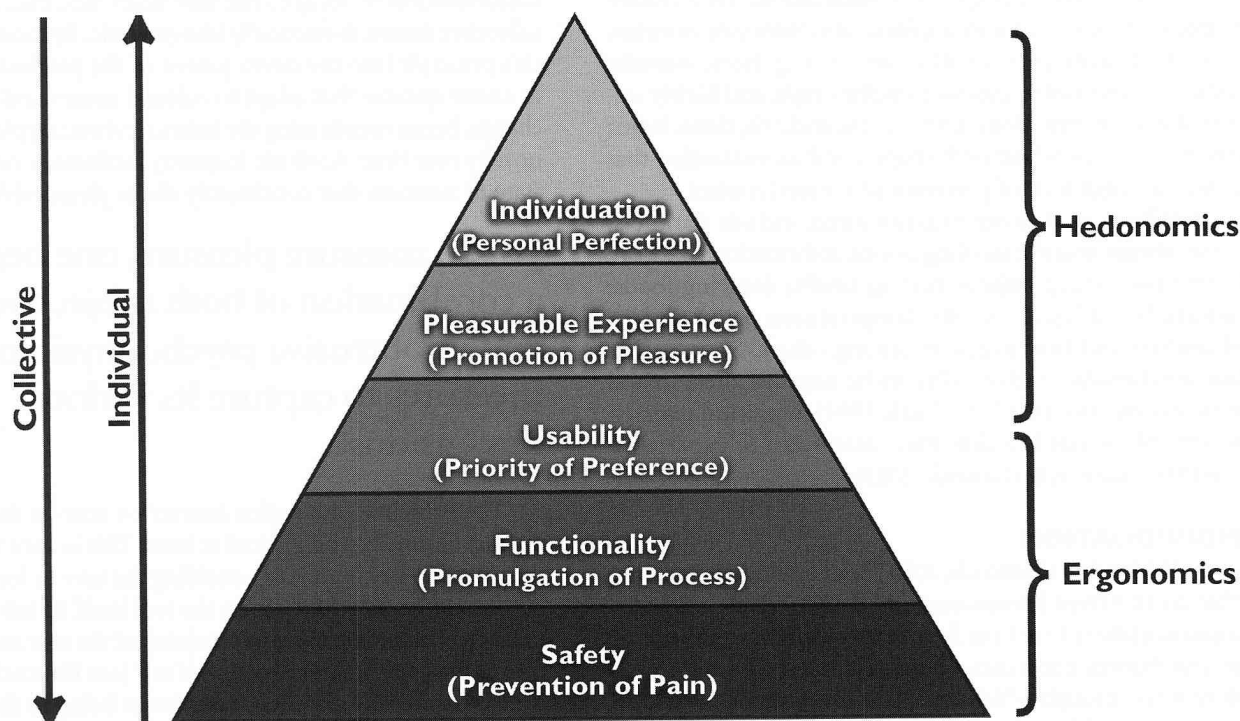 Collective
Individual
Individuation
(Personal Perfection)
Pleasurable Experience
(Promotion of Pleasure)
Usability
(Priority of Preference)
Functionality
(Promulgation of Process)
Safety
(Prevention of Pain)
Hedonomics
Ergonomics